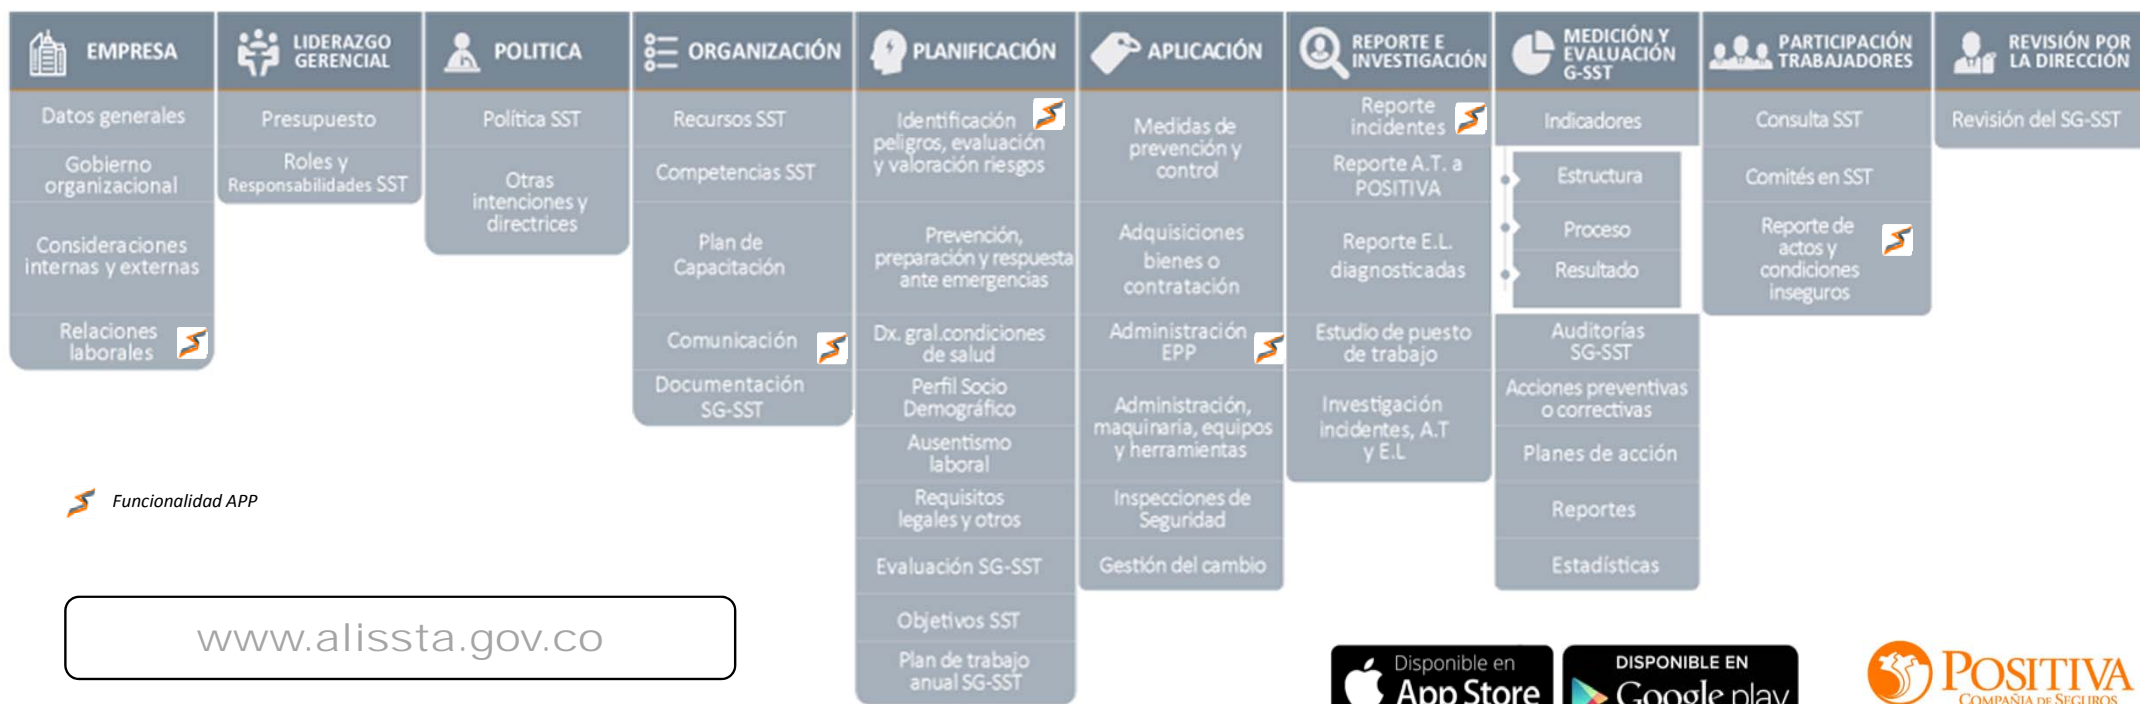 EMPRESA
Datos generales
Gobierno
organizacional
Consideraciones
internas y externas
Relaciones
laborales
LIDERAZGO
GERENCIAL
Presupuesto
Roles y
Responsabilidades SST
POLITICA
Política SST
Otras
intenciones y
directrices
ORGANIZACIÓN
Recursos SST
Competencias SST
Plan de
Capacitación
Comunicación
Documentación
SG-SST
PLANIFICACIÓN
Identificación
peligros, evaluación
y valoración riesgos
Prevención,
preparación y respuesta
ante emergencias
Dx. gral.condiciones
de salud
Perfil Socio
Demográfico
Ausentismo
laboral
Requisitos
legales y otros
Evaluación SG-SST
Objetivos SST
Plan de trabajo
anual SG-SST
APLICACIÓN
Medidas de
prevención y
control
Adquisiciones
bienes o
contratación
Administración
EPP
Administración,
maquinaría, equipos
y herramientas
Inspecciones de
Seguridad
Gestión del cambio
REPORTE E
INVESTIGACIÓN
Reporte
incidentes
Reporte A.T. a
POSITIVA
Reporte E.L.
diagnosticadas
Estudio de puesto
de trabajo
Investigación
incidentes, A.T
y E.L
MEDICIÓN Y
EVALUACIÓN
G-SST
Indicadores
Estructura
Proceso
Resultado
Auditorías
SG-SST
Acciones preventivas
o correctivas
Planes de acción
Reportes
Estadísticas
PARTICIPACIÓN
TRABAJADORES
Consulta SST
Comités en SST
Reporte de
actos y
condiciones
inseguros
REVISIÓN POR
LA DIRECCIÓN
Revisión del SG-SST
Funcionalidad APP
www.alissta.gov.co
Disponible en
App Store
DISPONIBLE EN
Google play
POSITIVA
COMPAÑIA DE SEGUROS